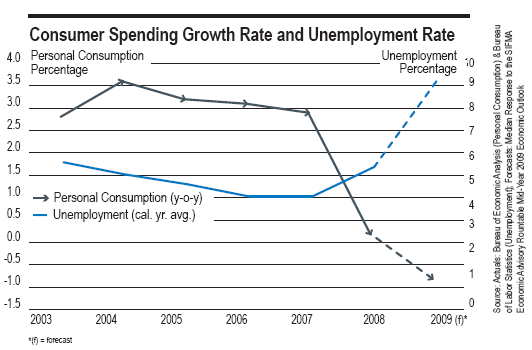 Consumer Spending Growth Rate and Unemployment Rate
Personal Consumption
Percentage
Unemployment
Percentage
4.0
3.5
3.0
2.5
2.0
1.5
1.0
0.5
0.0
-0.5
-1.0
-1.5
10
9
8
7
6
5
4
3
2
1
0
Personal Consumption (y-o-y)
Unemployment (cal. yr. avg.)
2003 2004 2005 2006 2007 2008 2009 (f)*
*(f) = forecast
Source: Actuals: Bureau of Economic Analysis (Personal Consumption) & Bureau
of Labor Statistics (Unemployment); Forecasts: Median Response to the SIFMA
Economic Advisory Roundtable Mid-Year 2009 Economic Outlook